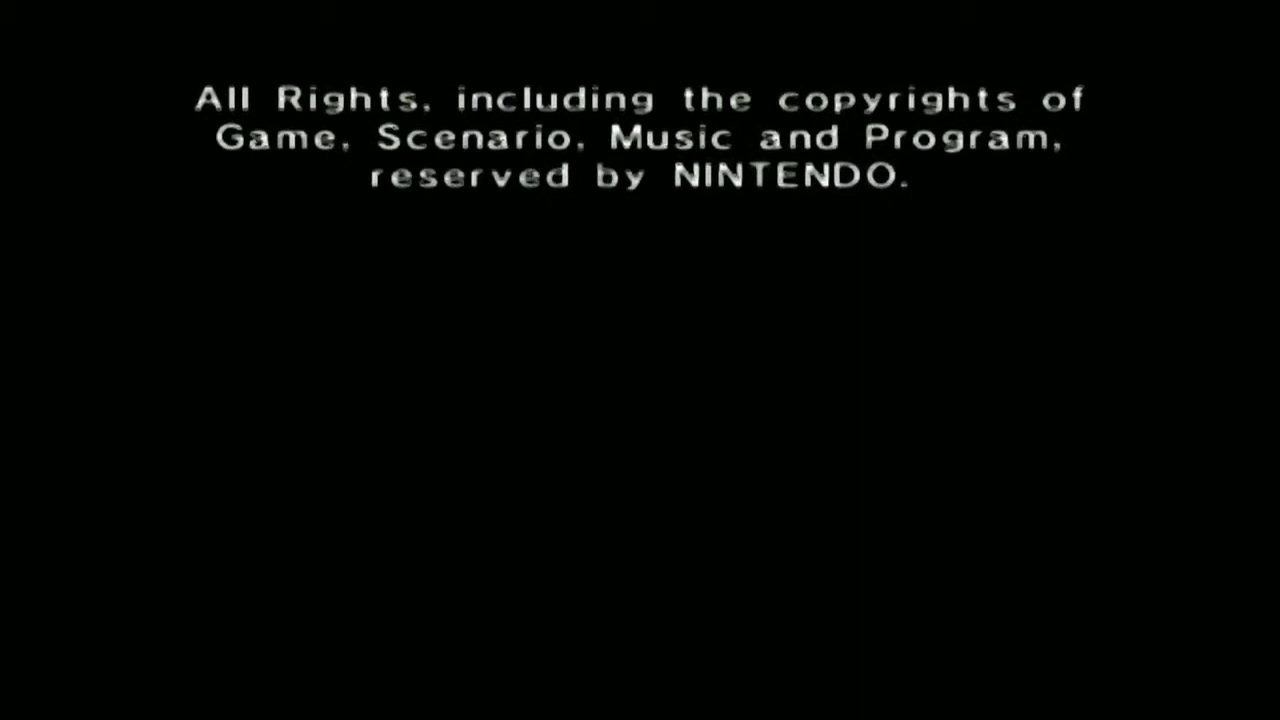 All Rights, including the copyrights of
Game, Scenario, Music and Program,
reserved by NINTENDO.